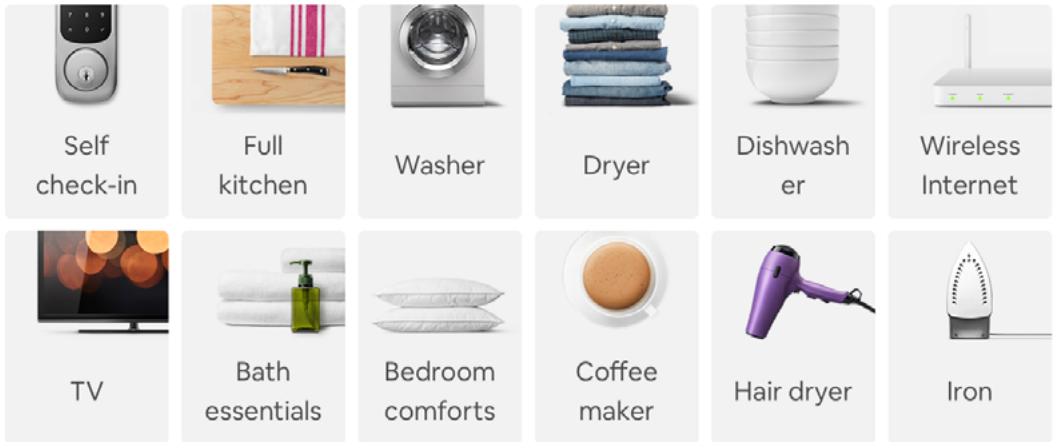 Self
check-in
Full
kitchen
Washer
Dryer
Dishwash
er
Wireless
Internet
TV
Bath
essentials
Bedroom
comforts
Coffee
maker
Hair dryer
Iron